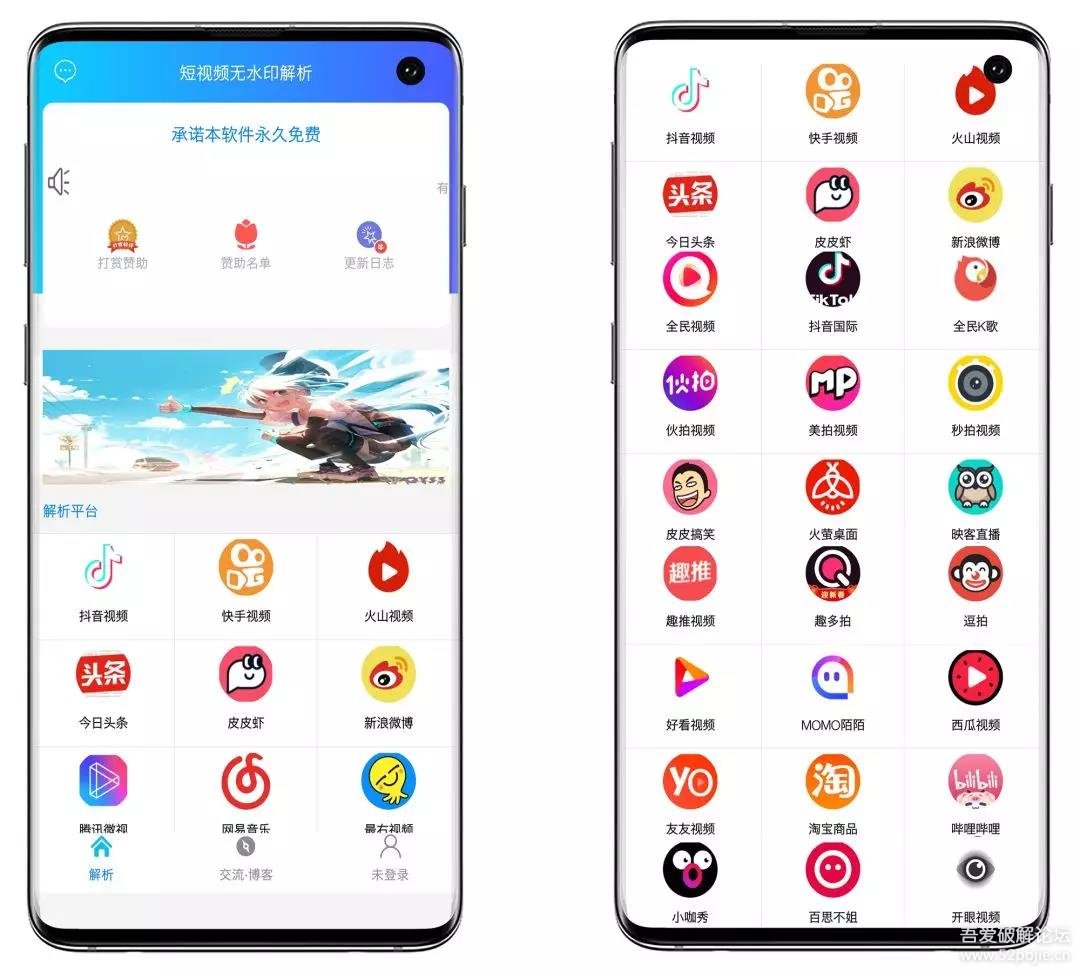 短视频无水印解析
承诺本软件永久免费
有
打赏赞助 赞助名单 更新日志
解析平台
抖音视频 快手视频 火山视频
头条
今日头条 皮皮虾 新浪微博
腾讯微视 网易音乐 最右视频
解析 交流·博客 未登录
抖音视频 快手视频 火山视频
头条
今日头条 皮皮虾 新浪微博
TikTok
全民视频 抖音国际 全民K歌
伙拍 MP
伙拍视频 美拍视频 秒拍视频
皮皮搞笑 火萤桌面 映客直播
趣推 迎新春
趣推视频 趣多拍 逗拍
好看视频 MOMO陌陌 西瓜视频
YO 淘 bilibili
友友视频 淘宝商品 哔哩哔哩
小咖秀 百思不姐 开眼视频
吾爱破解论坛
www.52pojie.cn